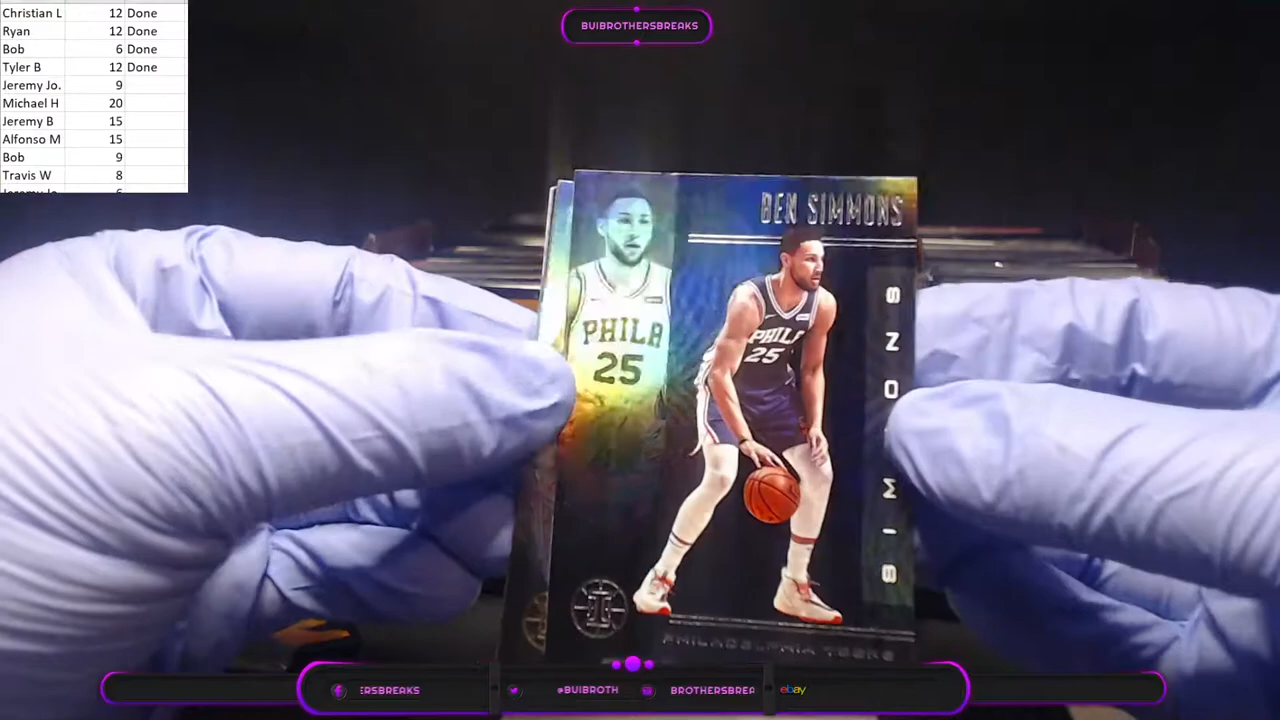 Christian L 12 Done
Ryan 12 Done
Bob 6 Done
Tyler B 12 Done
Jeremy Jo. 9
Michael H 20
Jeremy B 15
Alfonso M 15
Bob 9
Travis W 8
BUIBROTHERSBREAKS
BEN SIMMONS
PHILA
25
PHILA
25
SIMMONS
PHILADELPHIA 76ERS
ERSBREAKS
@BUIBROTH
BROTHERSBREA
ebay